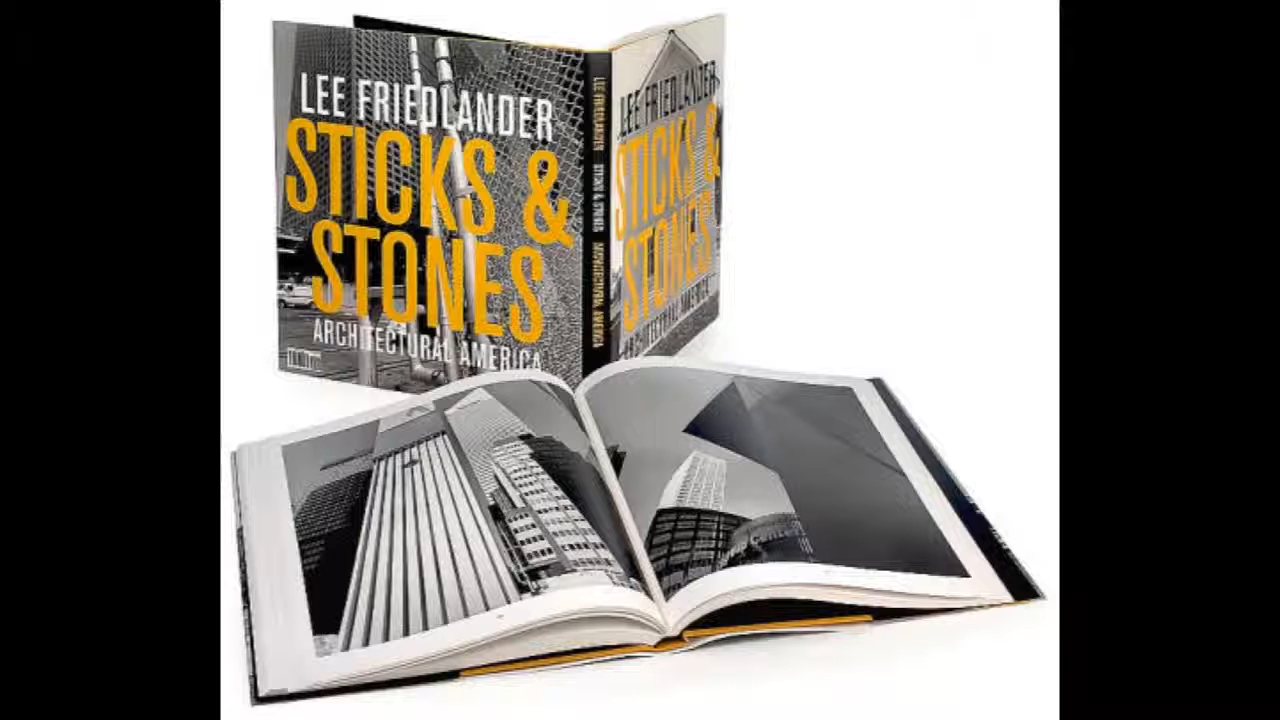 LEE FRIEDLANDER
STICKS &
STONES
ARCHITECTURAL AMERICA
LEE FRIEDLANDER STICKS & STONES ARCHITECTURAL AMERICA
LEE FRIEDLANDER
STICKS &
STONES
ARCHITECTURAL AMERICA